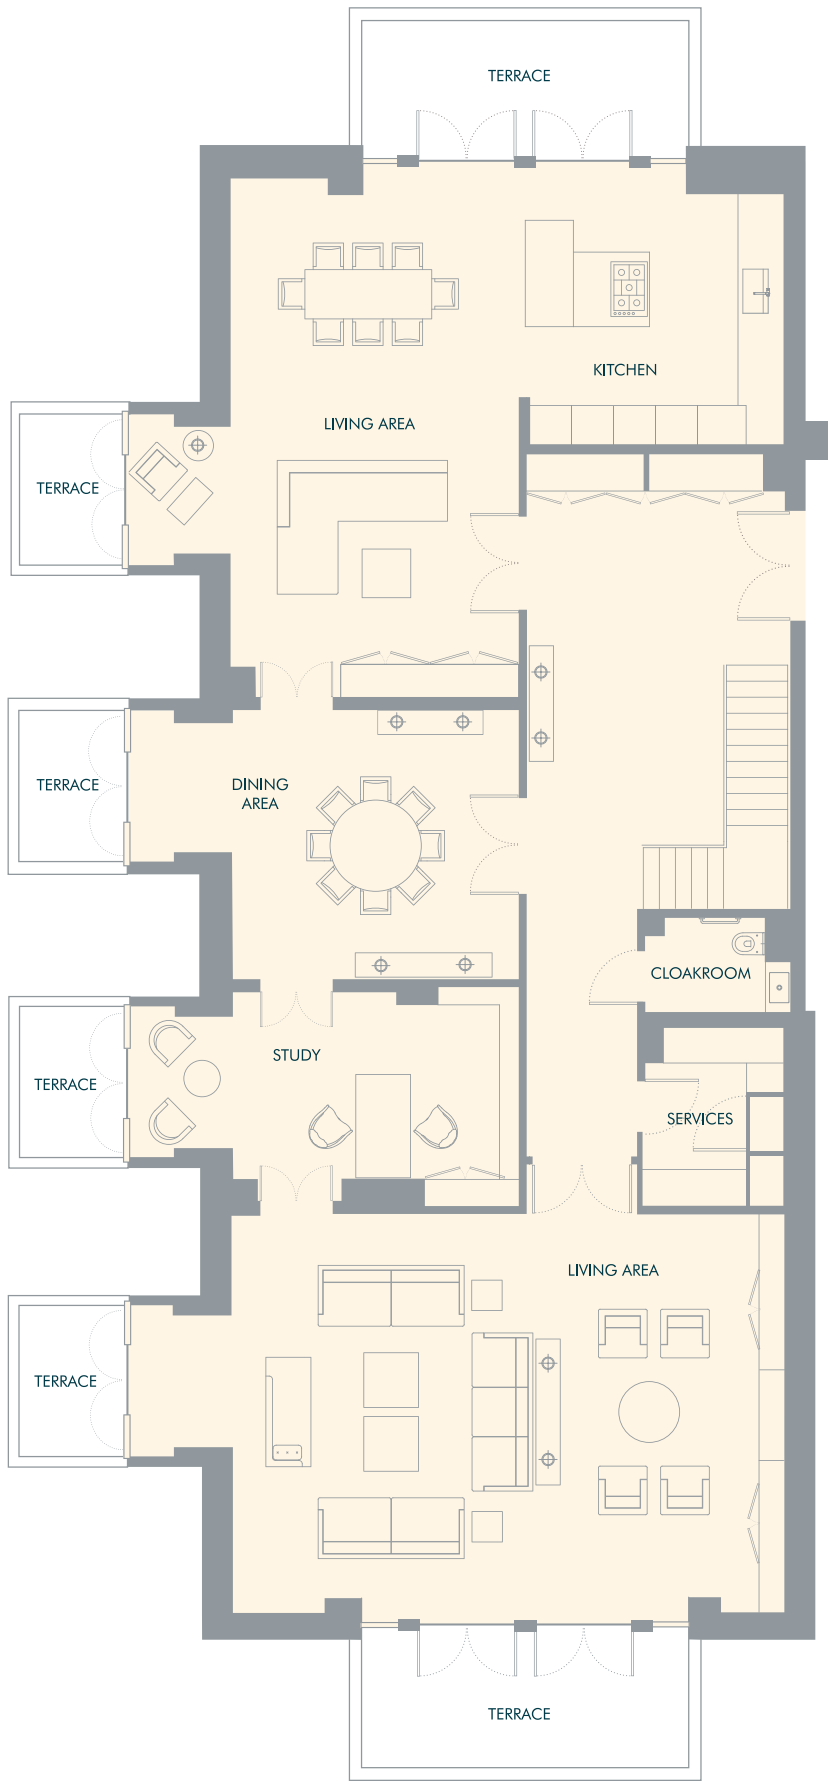 TERRACE
KITCHEN
LIVING AREA
TERRACE
DINING
AREA
TERRACE
CLOAKROOM
STUDY
TERRACE
SERVICES
LIVING AREA
TERRACE
TERRACE